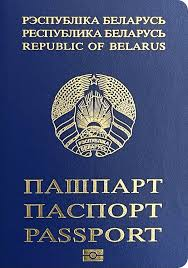 РЭСПУБЛІКА БЕЛАРУСЬ
РЕСПУБЛИКА БЕЛАРУСЬ
REPUBLIC OF BELARUS
ПАШПАРТ
ПАСПОРТ
PASSPORT